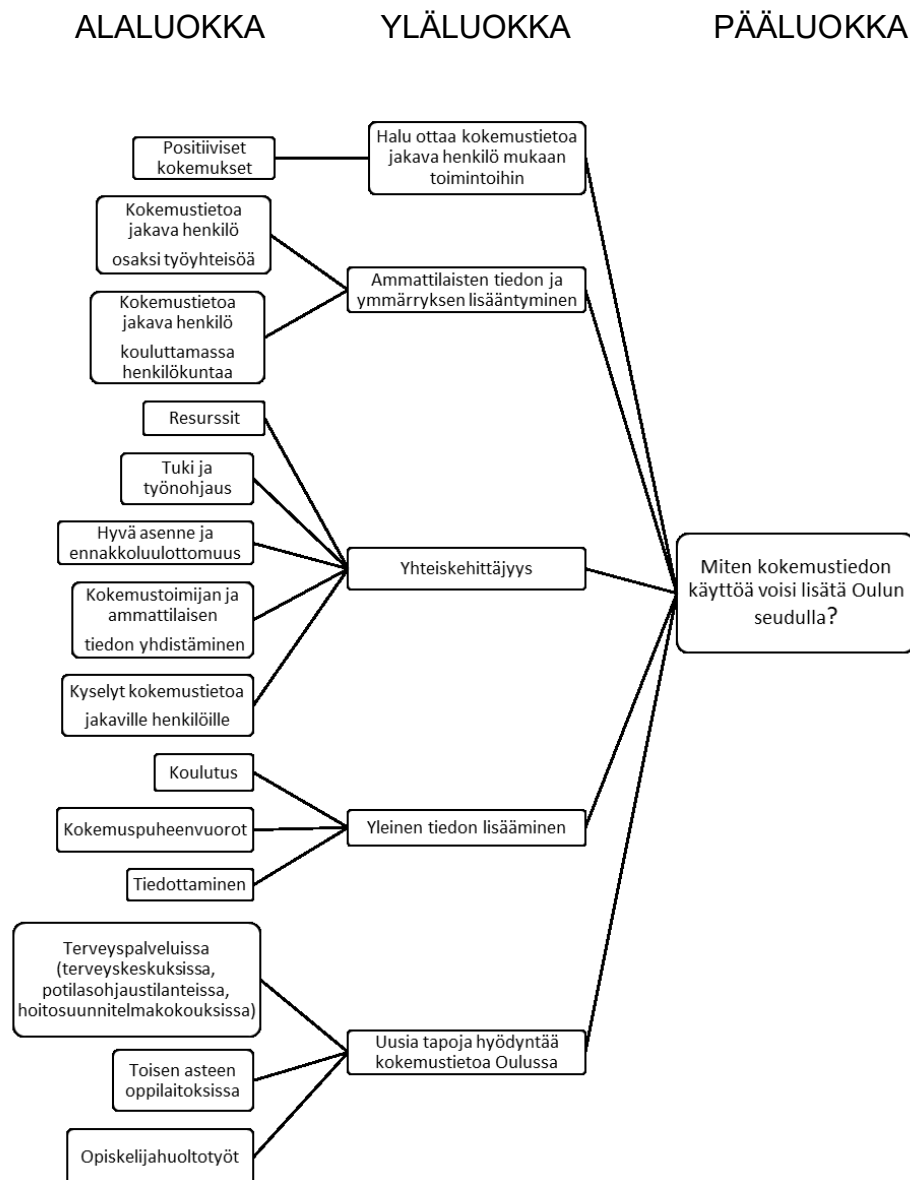 ALALUOKKA YLÄLUOKKA PÄÄLUOKKA
Positiiviset
kokemukset
Halu ottaa kokemustietoa
jakava henkilö mukaan
toimintoihin
Kokemustietoa
jakava henkilö
osaksi työyhteisöä
Kokemustietoa
jakava henkilö
kouluttamassa
henkilökuntaa
Ammattilaisten tiedon ja
ymmärryksen lisääntyminen
Resurssit
Tuki ja
työnohjaus
Hyvä asenne ja
ennakkoluulottomuus
Kokemustoimijan ja
ammattilaisen
tiedon yhdistäminen
Kyselyt kokemustietoa
jakaville henkilöille
Yhteiskehittäjyys
Miten kokemustiedon
käyttöä voisi lisätä Oulun
seudulla?
Koulutus
Kokemuspuheenvuorot
Tiedottaminen
Yleinen tiedon lisääminen
Terveyspalveluissa
(terveyskeskuksissa,
potilasohjaustilanteissa,
hoitosuunnitelmakokouksissa)
Toisen asteen
oppilaitoksissa
Opiskelijahuoltotyöt
Uusia tapoja hyödyntää
kokemustietoa Oulussa